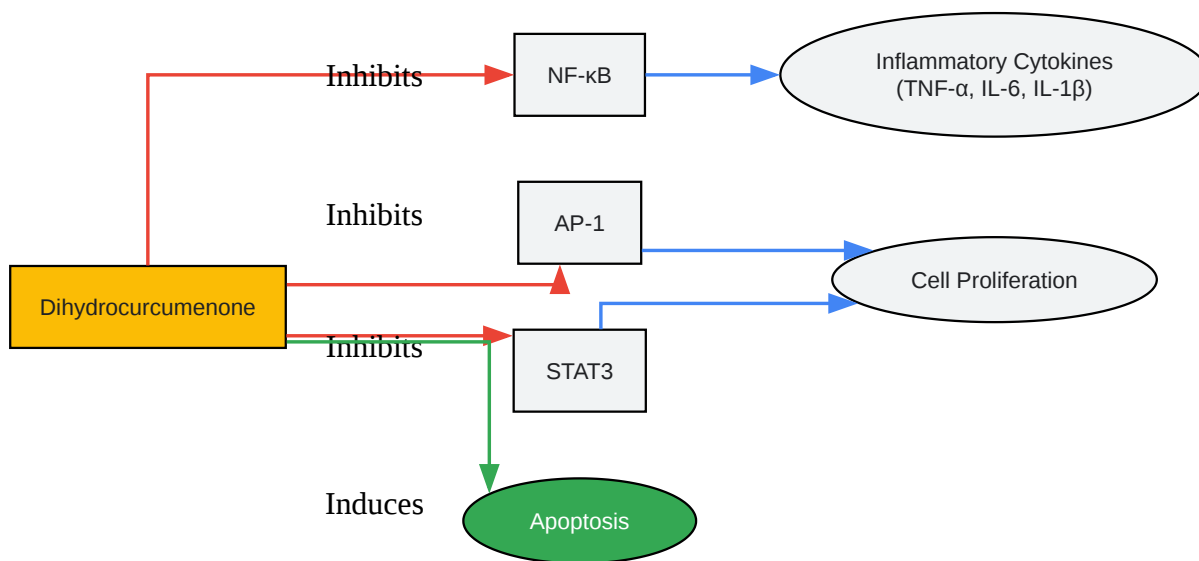 Inhibits
NF-κB
Inflammatory Cytokines
(TNF-α, IL-6, IL-1β)
Inhibits
AP-1
Cell Proliferation
Dihydrocurcumenone
Inhibits
STAT3
Induces
Apoptosis